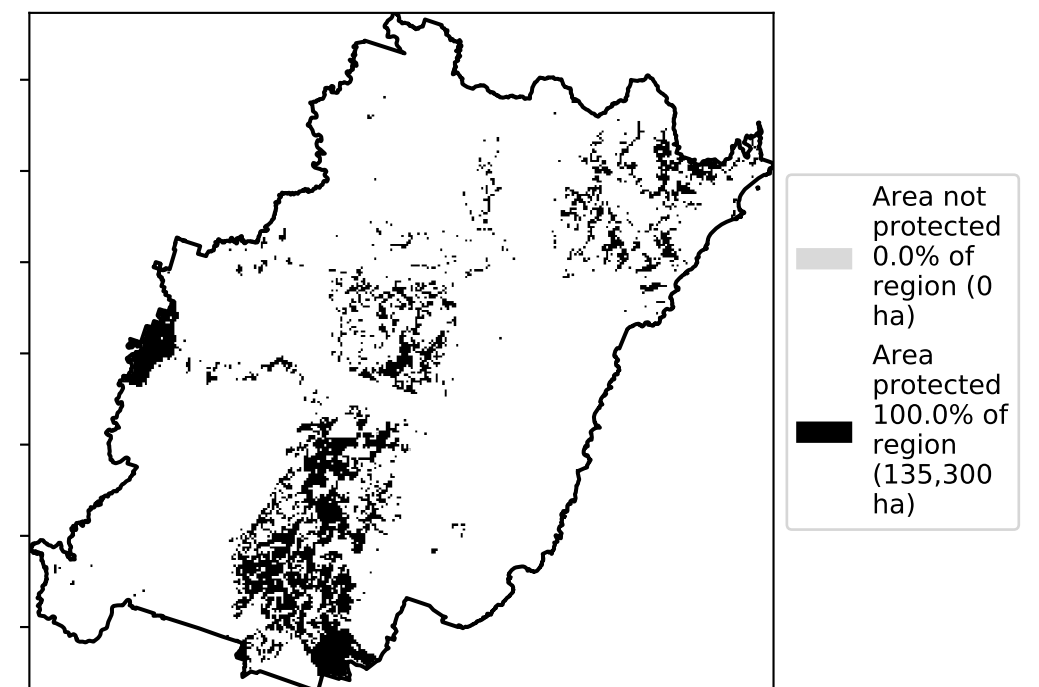 Area not
protected
0.0% of
region (0
ha)
Area
protected
100.0% of
region
(135,300
ha)